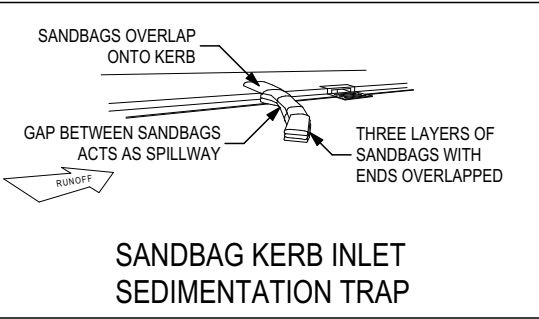 SANDBAGS OVERLAP
ONTO KERB
GAP BETWEEN SANDBAGS
ACTS AS SPILLWAY
THREE LAYERS OF
SANDBAGS WITH
ENDS OVERLAPPED
RUNOFF
SANDBAG KERB INLET
SEDIMENTATION TRAP